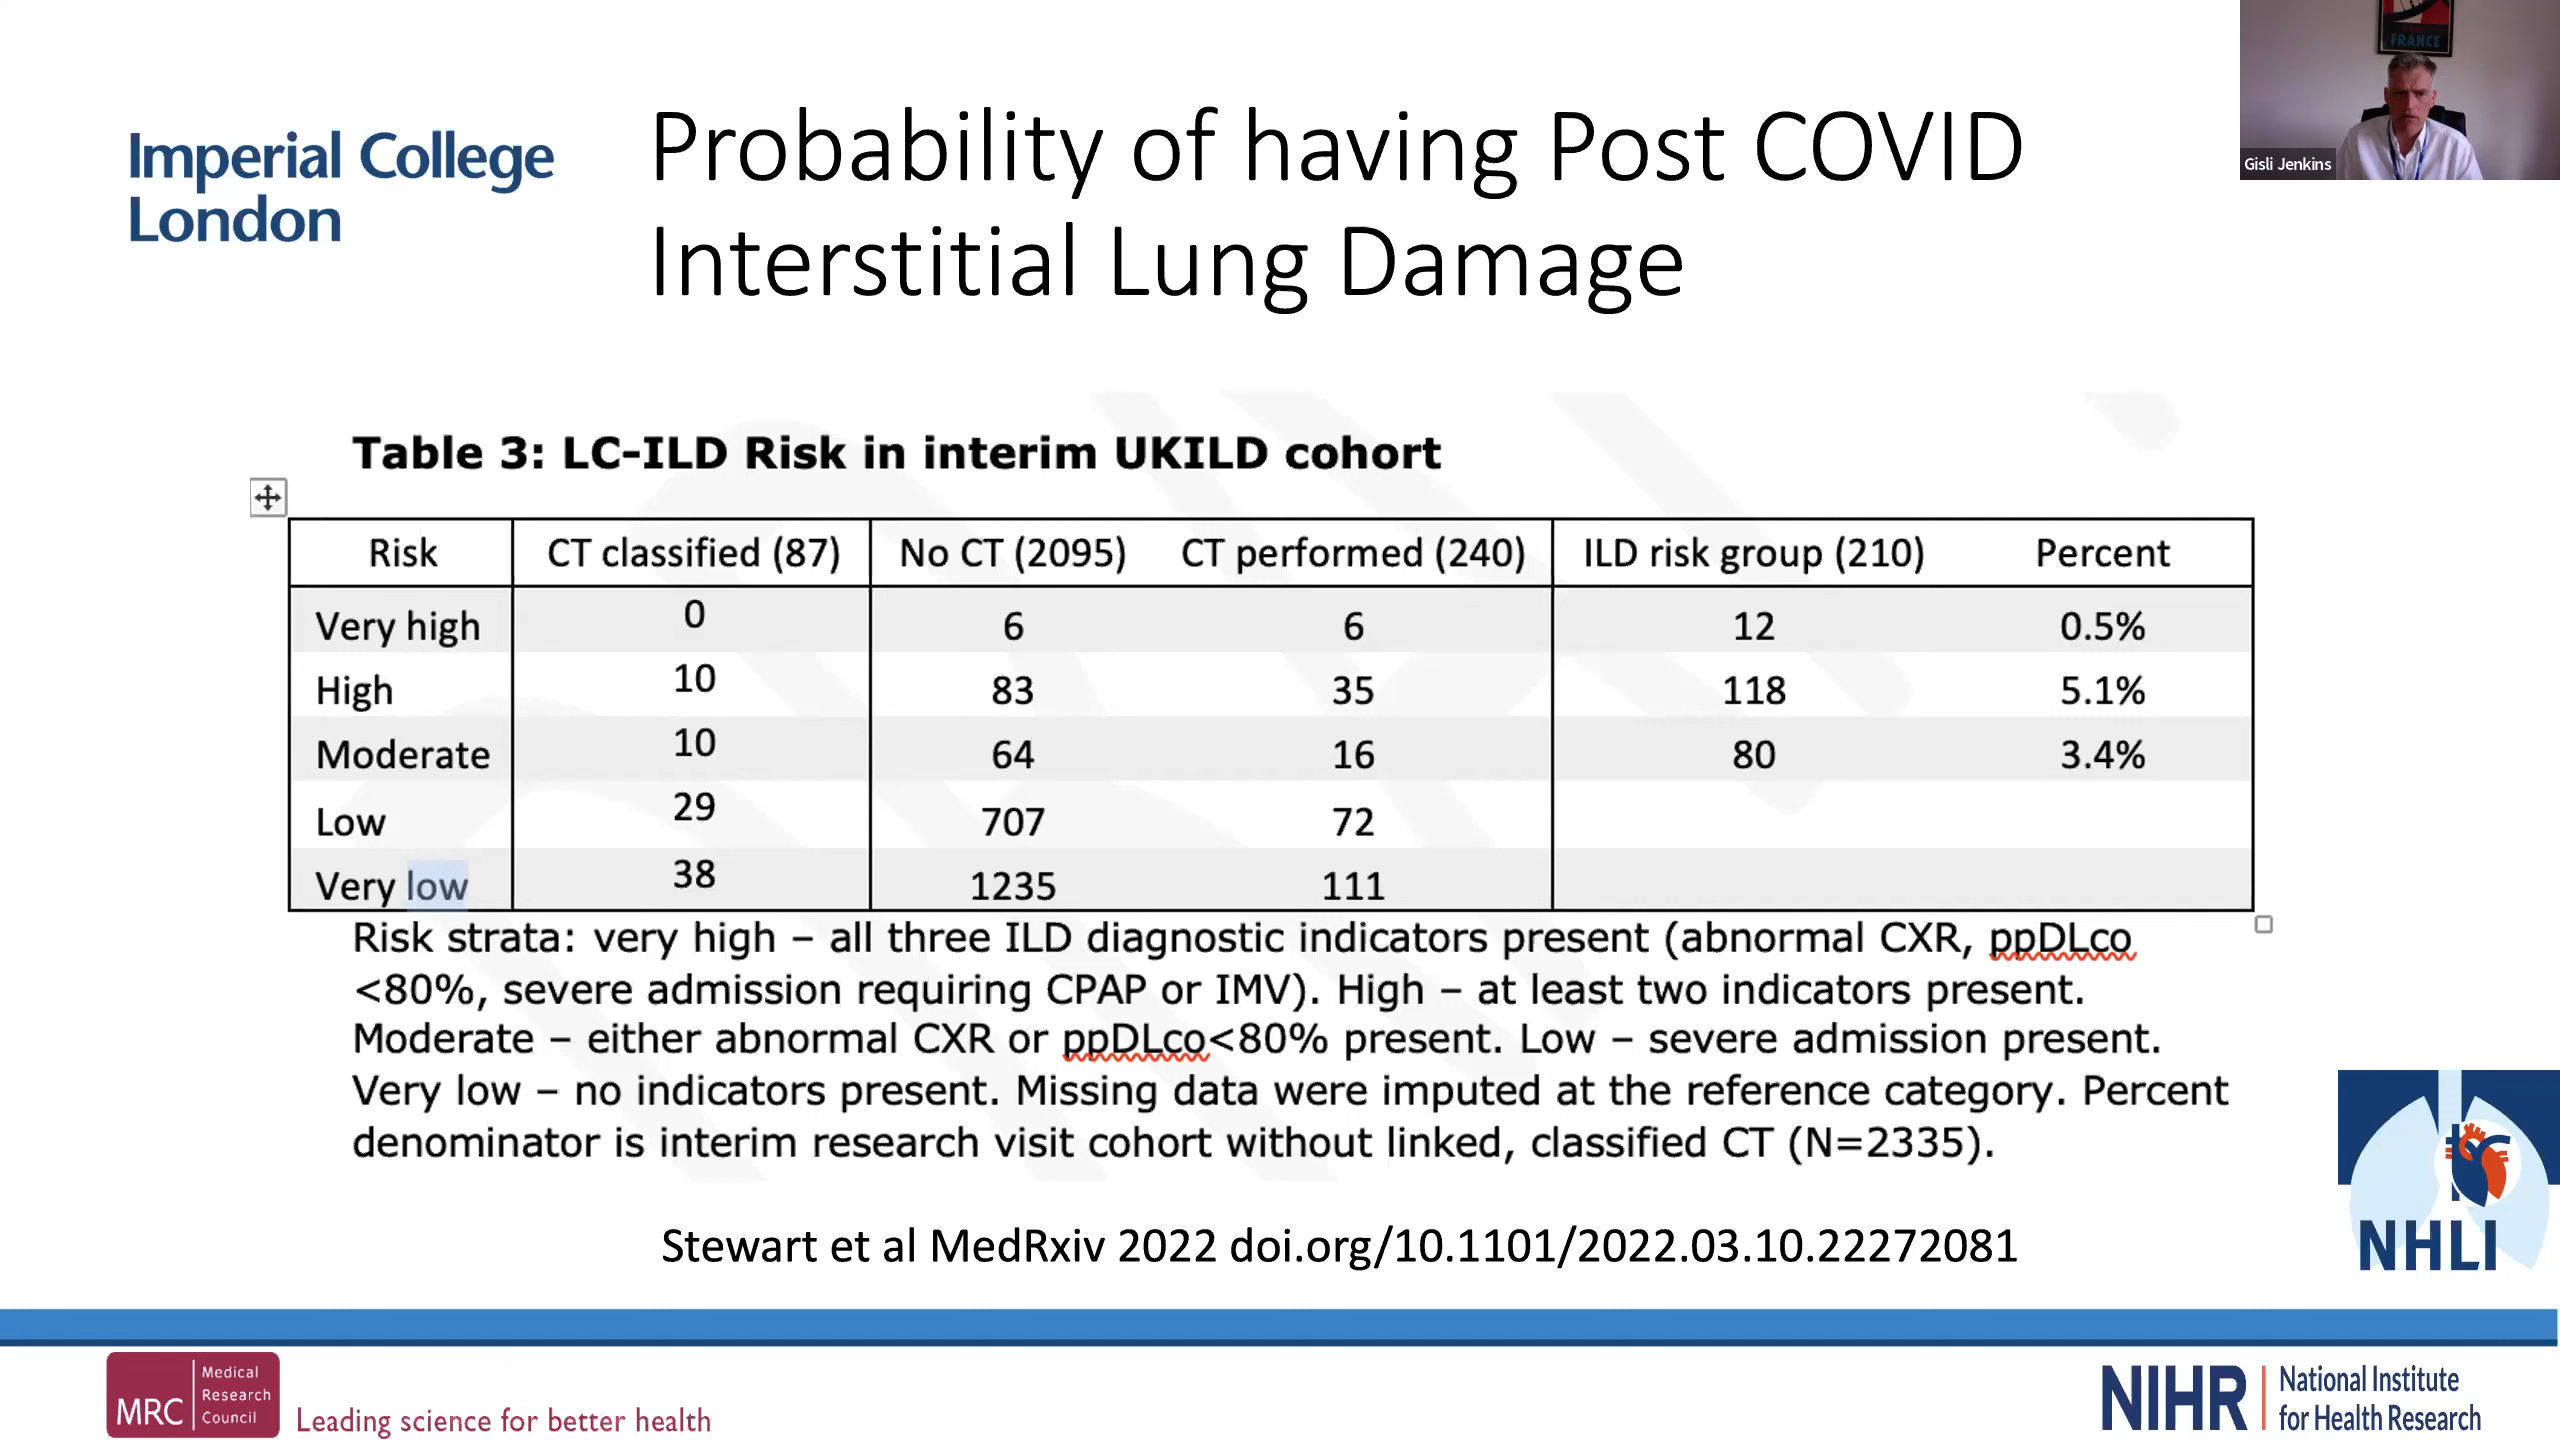 FRANCE
Gisli Jenkins
Imperial College
London
Probability of having Post COVID
Interstitial Lung Damage
Table 3: LC-ILD Risk in interim UKILD cohort
Risk CT classified (87) No CT (2095) CT performed (240) ILD risk group (210) Percent
Very high 0 6 6 12 0.5%
High 10 83 35 118 5.1%
Moderate 10 64 16 80 3.4%
Low 29 707 72
Very low 38 1235 111
Risk strata: very high – all three ILD diagnostic indicators present (abnormal CXR, ppDLco
<80%, severe admission requiring CPAP or IMV). High – at least two indicators present.
Moderate – either abnormal CXR or ppDLco<80% present. Low – severe admission present.
Very low – no indicators present. Missing data were imputed at the reference category. Percent
denominator is interim research visit cohort without linked, classified CT (N=2335).
Stewart et al MedRxiv 2022 doi.org/10.1101/2022.03.10.22272081
NHLI
MRC
Medical
Research
Council
Leading science for better health
NIHR
National Institute
for Health Research